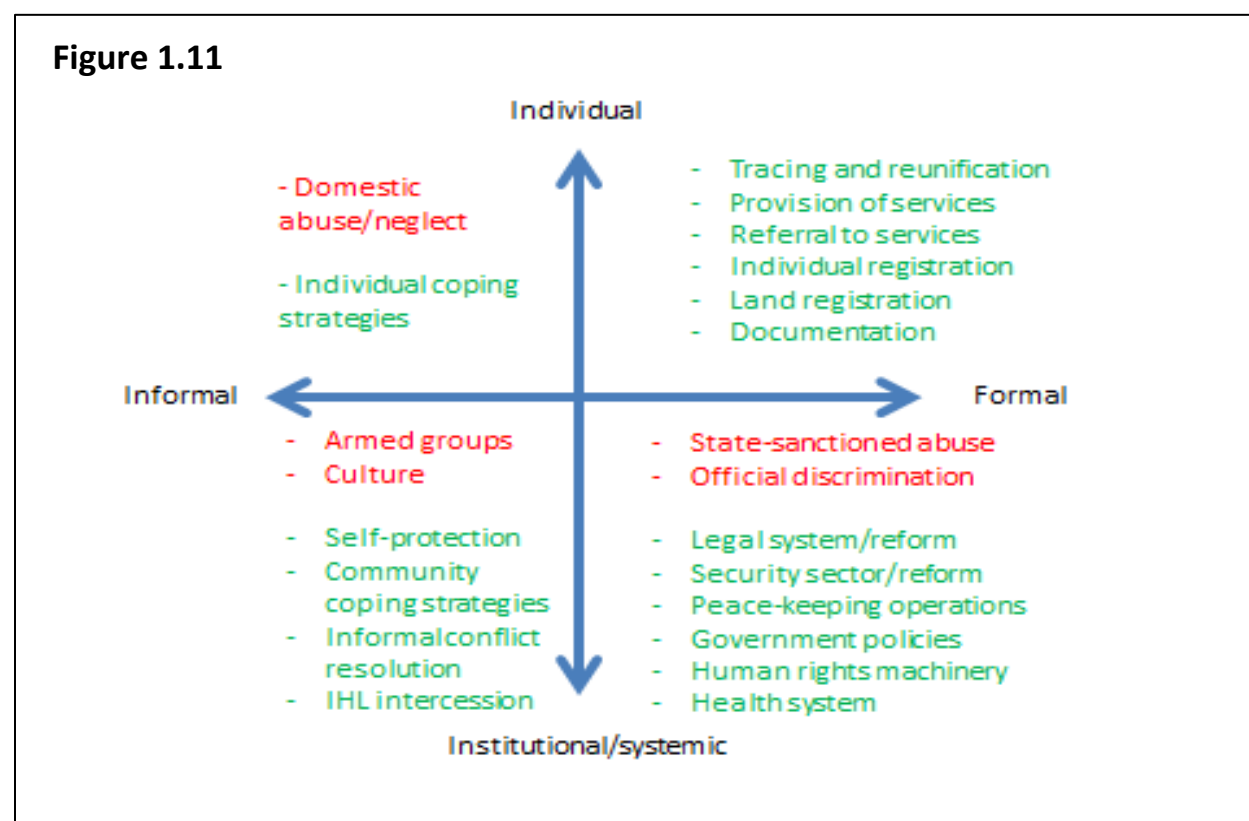 Figure 1.11
Individual
- Domestic
abuse/neglect
- Individual coping
strategies
- Tracing and reunification
- Provision of services
- Referral to services
- Individual registration
- Land registration
- Documentation
Informal
Formal
- Armed groups
- Culture
- Self-protection
- Community
coping strategies
- Informal conflict
resolution
- IHL intercession
- State-sanctioned abuse
- Official discrimination
- Legal system/reform
- Security sector/reform
- Peace-keeping operations
- Government policies
- Human rights machinery
- Health system
Institutional/systemic